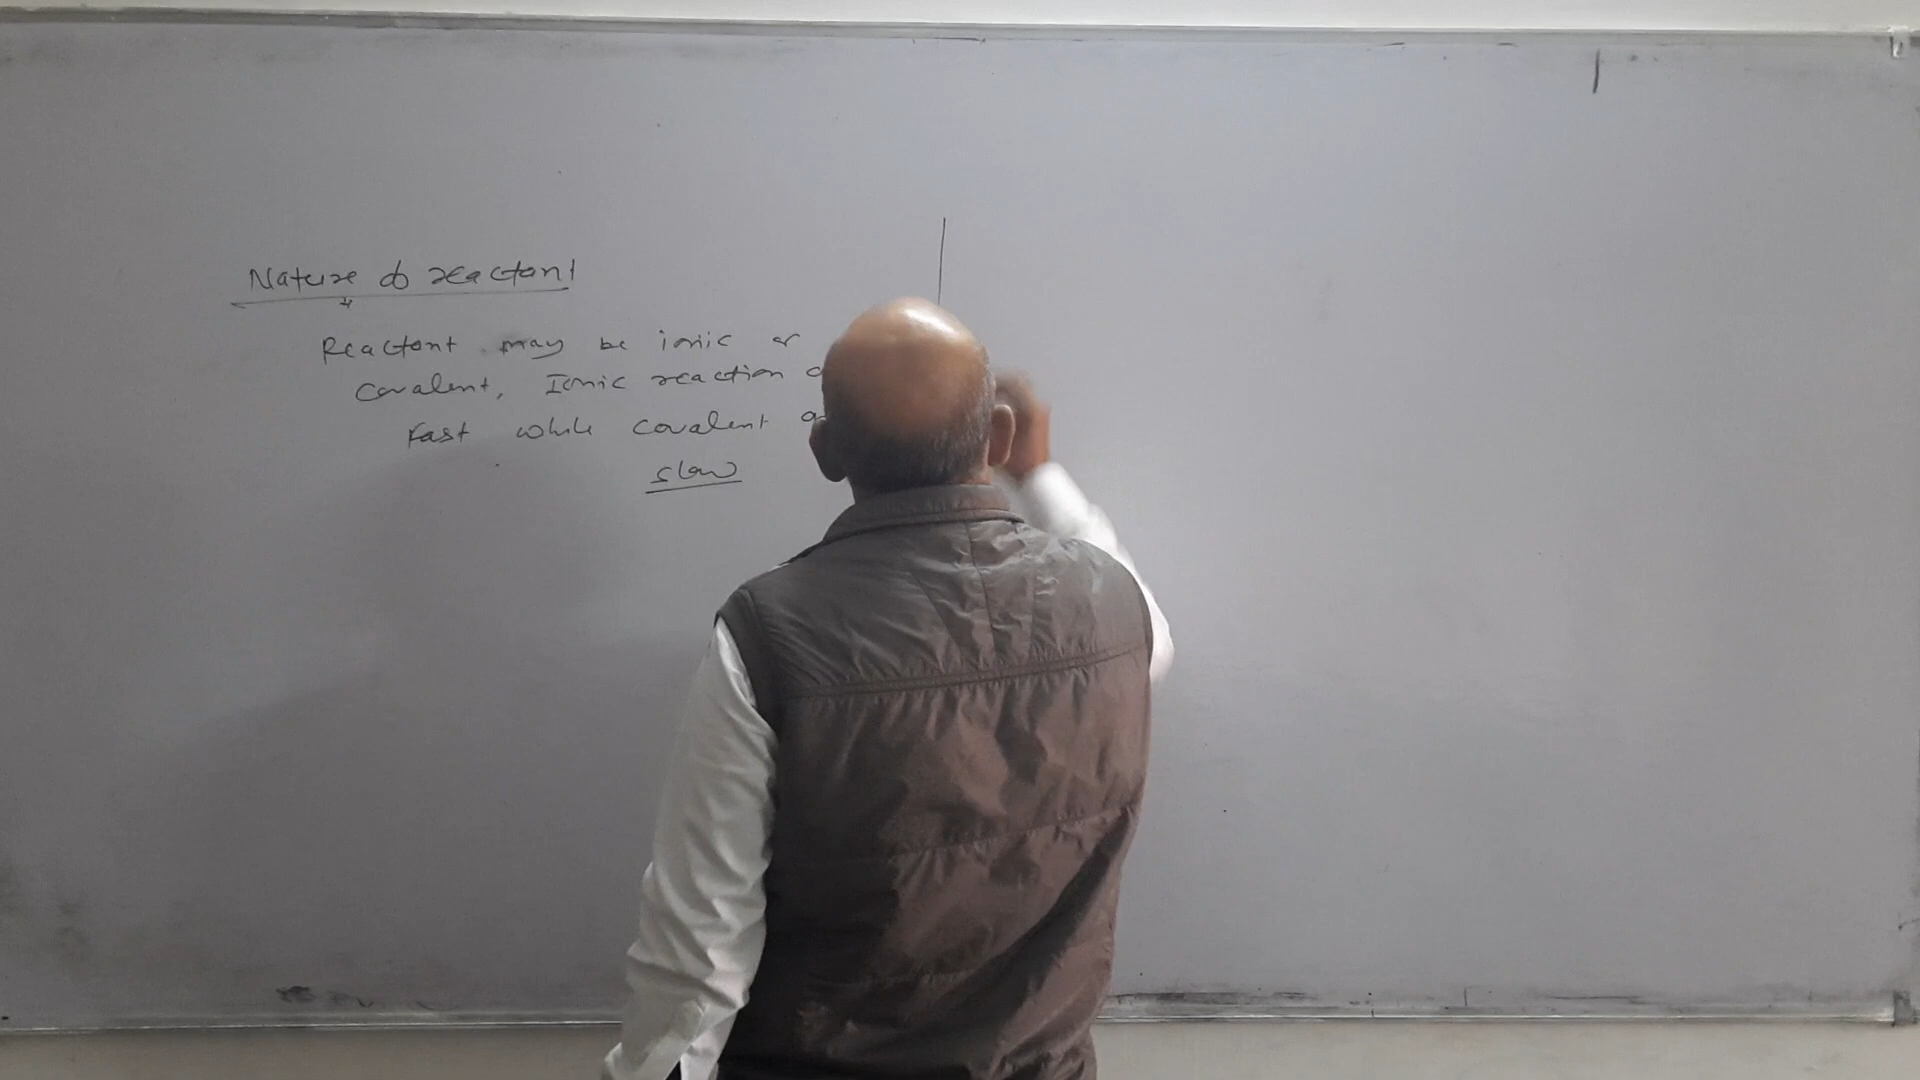 Nature of reactant
Reactant may be ionic or
covalent, Ionic reaction
Fast while covalent
slow